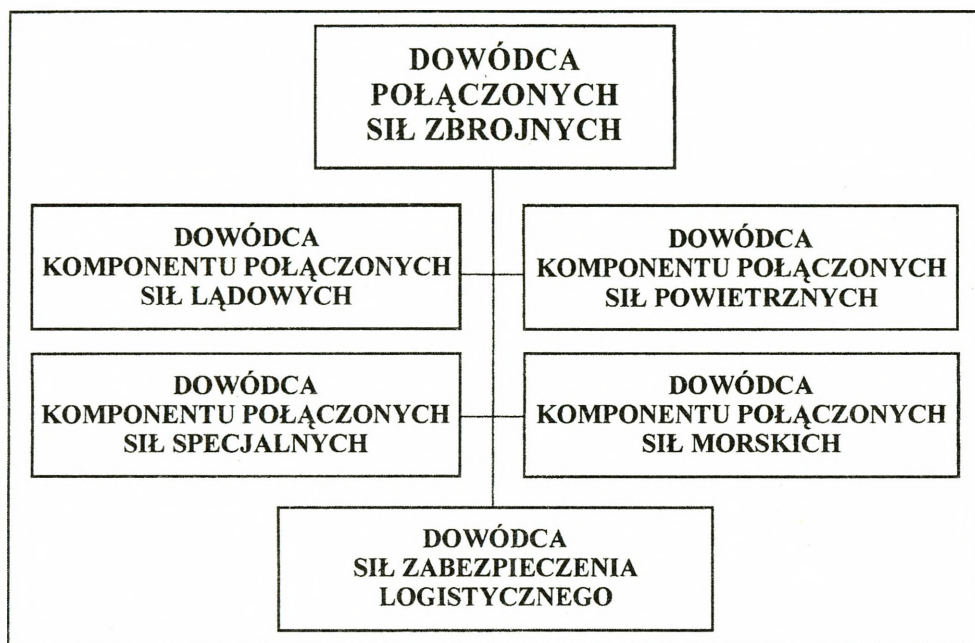 DOWÓDCA
POŁĄCZONYCH
SIŁ ZBROJNYCH
DOWÓDCA
KOMPONENTU POŁĄCZONYCH
SIŁ LĄDOWYCH
DOWÓDCA
KOMPONENTU POŁĄCZONYCH
SIŁ POWIETRZNYCH
DOWÓDCA
KOMPONENTU POŁĄCZONYCH
SIŁ SPECJALNYCH
DOWÓDCA
KOMPONENTU POŁĄCZONYCH
SIŁ MORSKICH
DOWÓDCA
SIŁ ZABEZPIECZENIA
LOGISTYCZNEGO